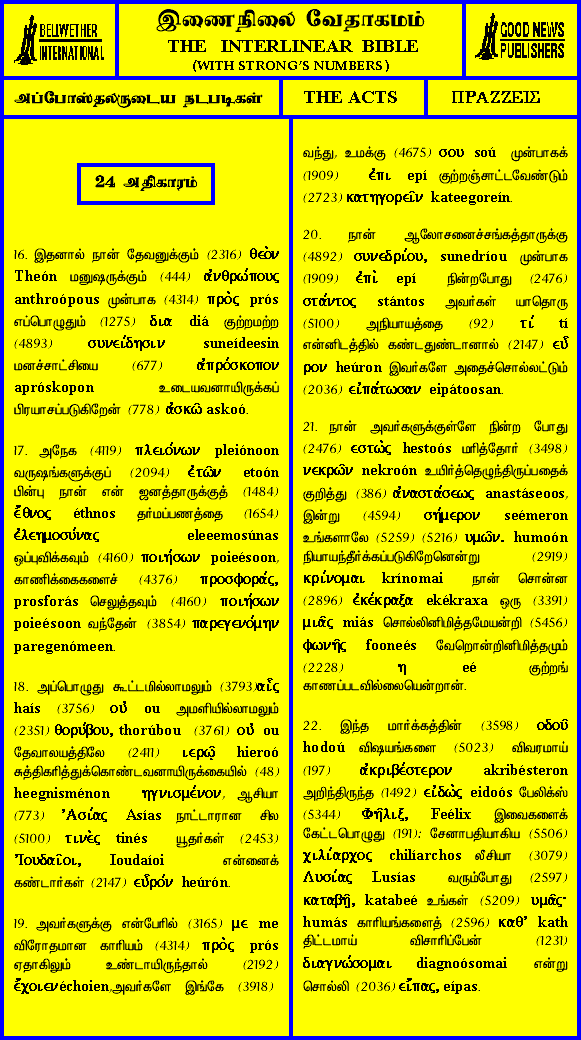 BELLWETHER
INTERNATIONAL
இணைநிலை வேதாகமம்
THE INTERLINEAR BIBLE
(WITH STRONG'S NUMBERS)
GOOD NEWS
PUBLISHERS
அப்போஸ்தலருடைய நடபடிகள்
THE ACTS
ΠΡΑΖΖΕΙΣ
24 அதிகாரம்
16. இதனால் நான் தேவனுக்கும் (2316) θεὸν
Theón மனுஷருக்கும் (444) ἀνθρώπους
anthroópous முன்பாக (4314) πρὸς prós
எப்பொழுதும் (1275) δια diá குற்றமற்ற
(4893) συνείδησιν suneídeesin
மனச்சாட்சியை (677) ἀπρόσκοπον
apróskopon உடையவனாயிருக்கப்
பிரயாசப்படுகிறேன் (778) ἀσκῶ askoó.
17. அநேக (4119) πλειόνων pleiónoon
வருஷங்களுக்குப் (2094) ἐτῶν etoón
பின்பு நான் என் ஜனத்தாருக்குத் (1484)
ἔθνος éthnos தர்மப்பணத்தை (1654)
ἐλεημοσύνας eleeemosúnas
ஒப்புவிக்கவும் (4160) ποιήσων poieésoon,
காணிக்கைகளைச் (4376) προσφοράς,
prosforás செலுத்தவும் (4160) ποιήσων
poieésoon வந்தேன் (3854) παρεγενόμην
paregenómeen.
18. அப்பொழுது கூட்டமில்லாமலும் (3793)αἷς
haís (3756) οὐ ou அமளியில்லாமலும்
(2351) θορύβου, thorúbou (3761) οὐ ou
தேவாலயத்திலே (2411) ιερῷ hieroó
சுத்திகரித்துக்கொண்டவனாயிருக்கையில் (48)
heegnisménon ηγνισμένον, ஆசியா
(773) Ἀσίας Asías நாட்டாரான சில
(5100) τινὲς tinés யூதர்கள் (2453)
Ἰουδαῖοι, Ioudaíoi என்னைக்
கண்டார்கள் (2147) εὗρόν heúrón.
19. அவர்களுக்கு என்பேரில் (3165) με me
விரோதமான காரியம் (4314) πρὸς prós
ஏதாகிலும் உண்டாயிருந்தால் (2192)
ἔχοιενéchoien,அவர்களே இங்கே (3918)
வந்து, உமக்கு (4675) σου soú முன்பாகக்
(1909) ἐπι epí குற்றஞ்சாட்டவேண்டும்
(2723) κατηγορεῖν kateegoreín.
20. நான் ஆலோசனைச்சங்கத்தாருக்கு
(4892) συνεδρίου, sunedríou முன்பாக
(1909) ἐπὶ epí நின்றபோது (2476)
στάντος stántos அவர்கள் யாதொரு
(5100) அநியாயத்தை (92) τί tí
என்னிடத்தில் கண்டதுண்டானால் (2147) εὗ
ρον heúron இவர்களே அதைச்சொல்லட்டும்
(2036) εἰπάτωσαν eipátoosan.
21. நான் அவர்களுக்குள்ளே நின்ற போது
(2476) εστὼς hestoós மரித்தோர் (3498)
νεκρῶν nekroón உயிர்த்தெழுந்திருப்பதைக்
குறித்து (386) ἀναστάσεως anastáseoos,
இன்று (4594) σήμερον seémeron
உங்களாலே (5259) (5216) υμῶν. humoón
நியாயந்தீர்க்கப்படுகிறேனென்று (2919)
κρίνομαι krínomai நான் சொன்ன
(2896) ἐκέκραξα ekékraxa ஒரு (3391)
μιᾶς miás சொல்லினிமித்தமேயன்றி (5456)
φωνῆς fooneés வேறொன்றினிமித்தமும்
(2228) η eé குற்றங்
காணப்படவில்லையென்றான்.
22. இந்த மார்க்கத்தின் (3598) οδοῦ
hodoú விஷயங்களை (5023) விவரமாய்
(197) ἀκριβέστερον akribésteron
அறிந்திருந்த (1492) εἰδὼς eidoós பேலிக்ஸ்
(5344) Φῆλιξ, Feélix இவைகளைக்
கேட்டபொழுது (191): சேனாபதியாகிய (5506)
χιλίαρχος chilíarchos லீசியா (3079)
Λυσίας Lusías வரும்போது (2597)
καταβῇ, katabeé உங்கள் (5209) υμᾶς·
humás காரியங்களைத் (2596) καθ' kath
திட்டமாய் விசாரிப்பேன் (1231)
διαγνώσομαι diagnoósomai என்று
சொல்லி (2036) εἴπας, eípas.